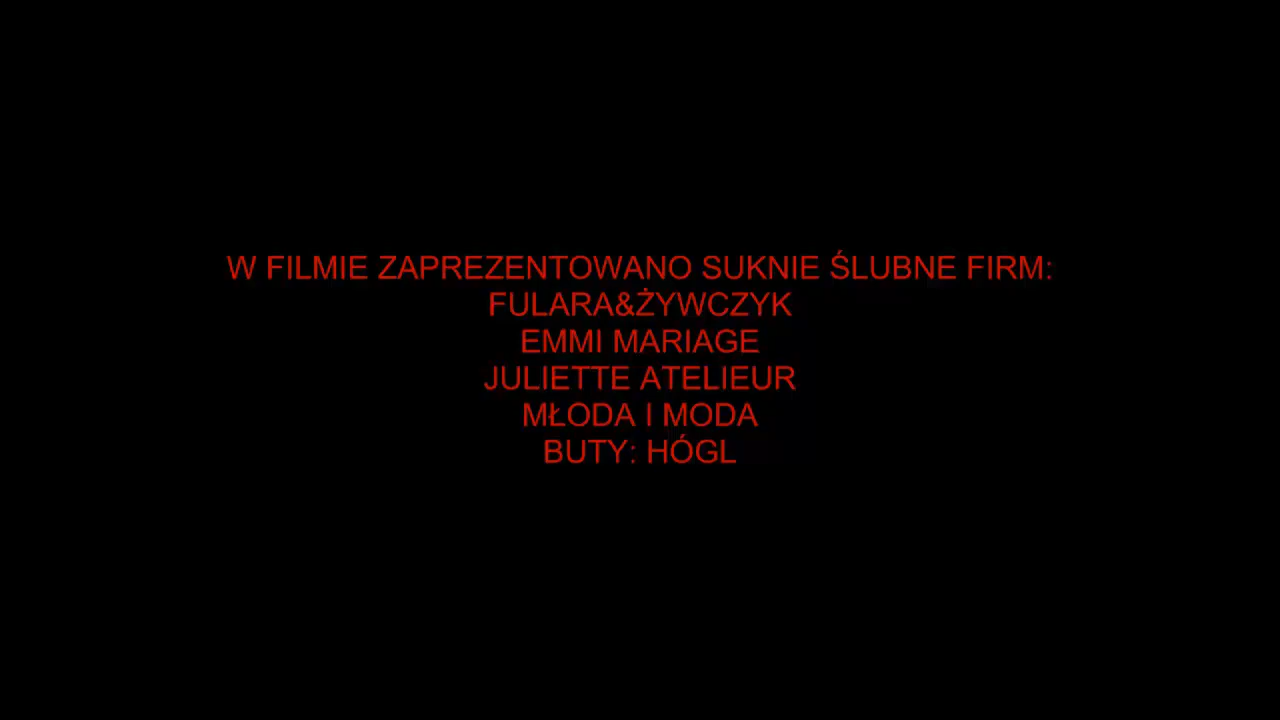 W FILMIE ZAPREZENTOWANO SUKNIE ŚLUBNE FIRM:
FULARA&ŻYWCZYK
EMMI MARIAGE
JULIETTE ATELIEUR
MŁODA I MODA
BUTY: HÓGL